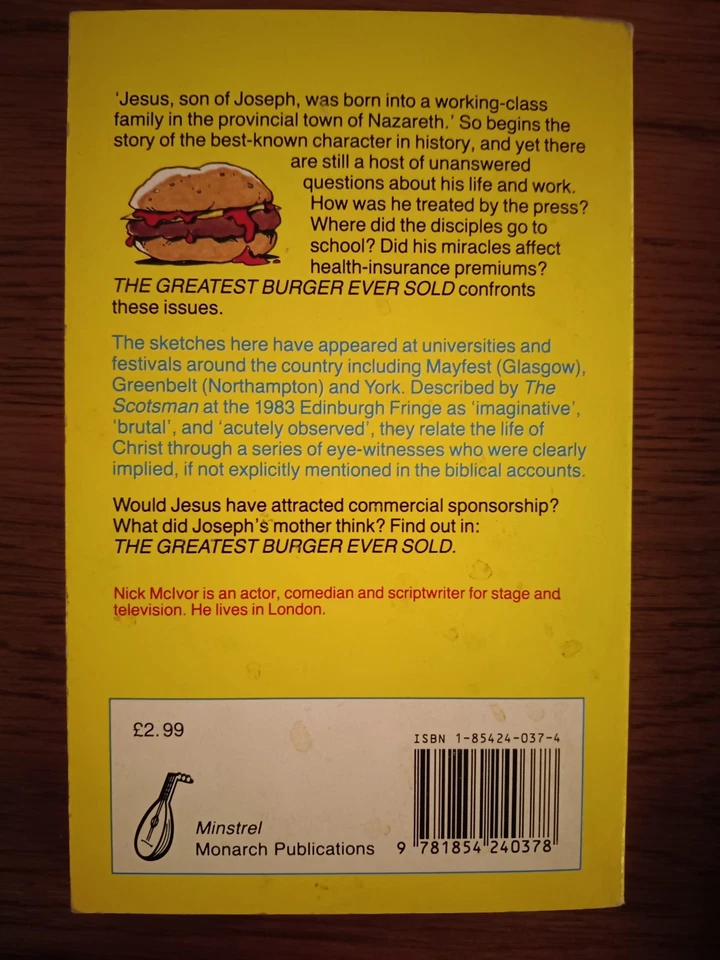 'Jesus, son of Joseph, was born into a working-class
family in the provincial town of Nazareth.' So begins the
story of the best-known character in history, and yet there
are still a host of unanswered
questions about his life and work.
How was he treated by the press?
Where did the disciples go to
school? Did his miracles affect
health-insurance premiums?
THE GREATEST BURGER EVER SOLD confronts
these issues.
The sketches here have appeared at universities and
festivals around the country including Mayfest (Glasgow),
Greenbelt (Northampton) and York. Described by The
Scotsman at the 1983 Edinburgh Fringe as 'imaginative',
'brutal', and 'acutely observed', they relate the life of
Christ through a series of eye-witnesses who were clearly
implied, if not explicitly mentioned in the biblical accounts.
Would Jesus have attracted commercial sponsorship?
What did Joseph's mother think? Find out in:
THE GREATEST BURGER EVER SOLD.
Nick McIvor is an actor, comedian and scriptwriter for stage and
television. He lives in London.
£2.99
Minstrel
Monarch Publications
ISBN 1-85424-037-4
9 781854 240378